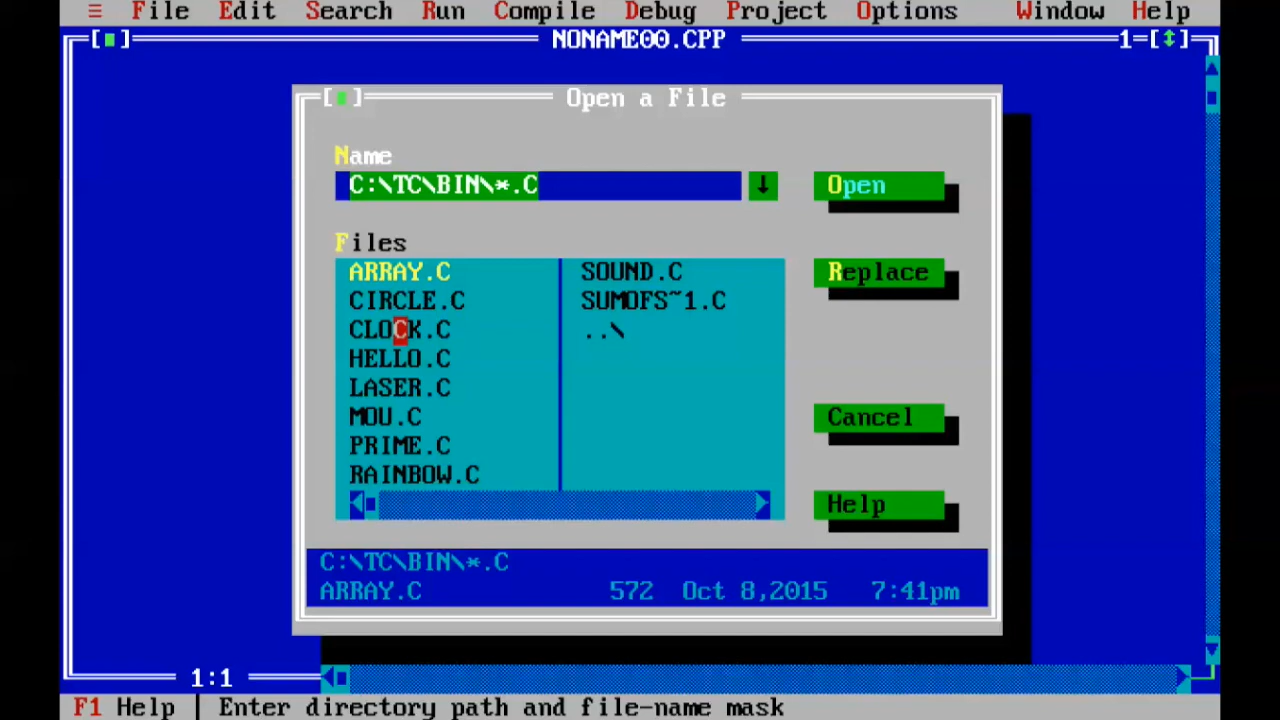 ≡ File Edit Search Run Compile Debug Project Options Window Help
[■] NONAME00.CPP 1=[↕]
[■] Open a File
Name
C:\TC\BIN\*.C ↓ Open
Files
ARRAY.C SOUND.C Replace
CIRCLE.C SUMOFS~1.C
CLOCK.C ..\
HELLO.C
LASER.C
MOU.C Cancel
PRIME.C
RAINBOW.C
Help
C:\TC\BIN\*.C
ARRAY.C 572 Oct 8,2015 7:41pm
1:1
F1 Help │ Enter directory path and file-name mask